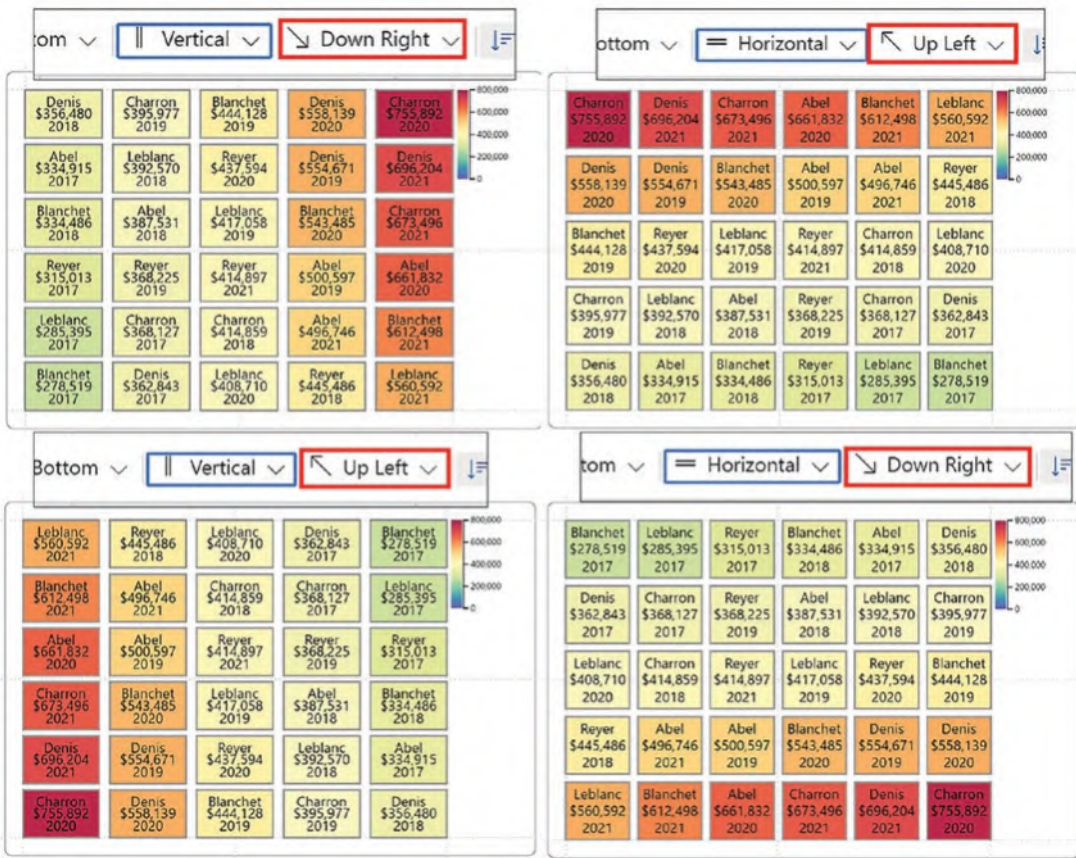 tom Vertical Down Right
Denis Charron Blanchet Denis Charron
$356,480 $395,977 $444,128 $558,139 $755,892
2018 2019 2019 2020 2020
Abel Leblanc Reyer Denis Denis
$334,915 $392,570 $437,594 $554,671 $696,204
2017 2018 2020 2019 2021
Blanchet Abel Leblanc Blanchet Charron
$334,486 $387,531 $417,058 $543,485 $673,496
2018 2018 2019 2020 2021
Reyer Reyer Reyer Abel Abel
$315,013 $368,225 $414,897 $500,597 $661,832
2017 2019 2021 2019 2020
Leblanc Charron Charron Abel Blanchet
$285,395 $368,127 $414,859 $496,746 $612,498
2017 2017 2018 2021 2021
Blanchet Denis Leblanc Reyer Leblanc
$278,519 $362,843 $408,710 $445,486 $560,592
2017 2017 2020 2018 2021
800,000
600,000
400,000
200,000
0
ottom Horizontal Up Left
Charron Denis Charron Abel Blanchet Leblanc
$755,892 $696,204 $673,496 $661,832 $612,498 $560,592
2020 2021 2021 2020 2021 2021
Denis Denis Blanchet Abel Abel Reyer
$558,139 $554,671 $543,485 $500,597 $496,746 $445,486
2020 2019 2020 2019 2021 2018
Blanchet Reyer Leblanc Reyer Charron Leblanc
$444,128 $437,594 $417,058 $414,897 $414,859 $408,710
2019 2020 2019 2021 2018 2020
Charron Leblanc Abel Reyer Charron Denis
$395,977 $392,570 $387,531 $368,225 $368,127 $362,843
2019 2018 2018 2019 2017 2017
Denis Abel Blanchet Reyer Leblanc Blanchet
$356,480 $334,915 $334,486 $315,013 $285,395 $278,519
2018 2017 2018 2017 2017 2017
800,000
600,000
400,000
200,000
0
Bottom Vertical Up Left
Leblanc Reyer Leblanc Denis Blanchet
$560,592 $445,486 $408,710 $362,843 $278,519
2021 2018 2020 2017 2017
Blanchet Abel Charron Charron Leblanc
$612,498 $496,746 $414,859 $368,127 $285,395
2021 2021 2018 2017 2017
Abel Abel Reyer Reyer Reyer
$661,832 $500,597 $414,897 $368,225 $315,013
2020 2019 2021 2019 2017
Charron Blanchet Leblanc Abel Blanchet
$673,496 $543,485 $417,058 $387,531 $334,486
2021 2020 2019 2018 2018
Denis Denis Reyer Leblanc Abel
$696,204 $554,671 $437,594 $392,570 $334,915
2021 2019 2020 2018 2017
Charron Denis Blanchet Charron Denis
$755,892 $558,139 $444,128 $395,977 $356,480
2020 2020 2019 2019 2018
800,000
600,000
400,000
200,000
0
tom Horizontal Down Right
Blanchet Leblanc Reyer Blanchet Abel Denis
$278,519 $285,395 $315,013 $334,486 $334,915 $356,480
2017 2017 2017 2018 2017 2018
Denis Charron Reyer Abel Leblanc Charron
$362,843 $368,127 $368,225 $387,531 $392,570 $395,977
2017 2017 2019 2018 2018 2019
Leblanc Charron Reyer Leblanc Reyer Blanchet
$408,710 $414,859 $414,897 $417,058 $437,594 $444,128
2020 2018 2021 2019 2020 2019
Reyer Abel Abel Blanchet Denis Denis
$445,486 $496,746 $500,597 $543,485 $554,671 $558,139
2018 2021 2019 2020 2019 2020
Leblanc Blanchet Abel Charron Denis Charron
$560,592 $612,498 $661,832 $673,496 $696,204 $755,892
2021 2021 2020 2021 2021 2020
800,000
600,000
400,000
200,000
0